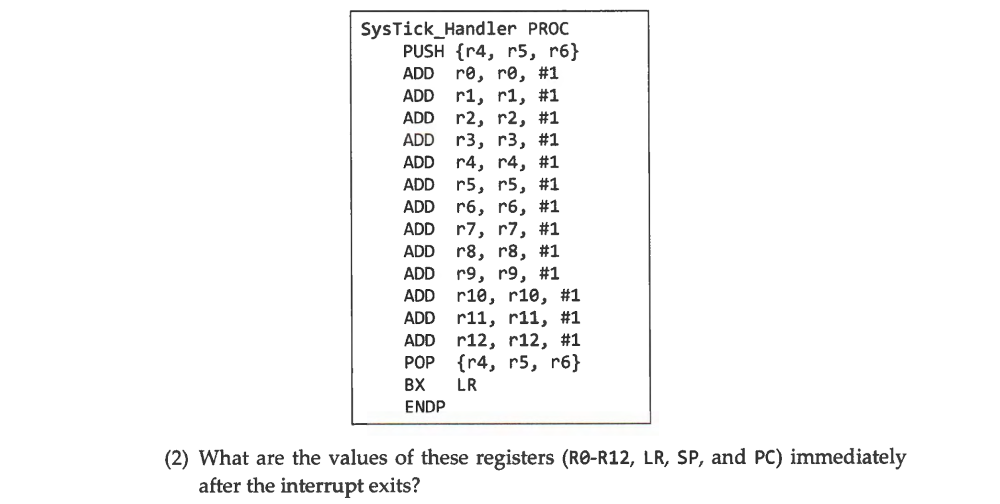 SysTick_Handler PROC
PUSH {r4, r5, r6}
ADD r0, r0, #1
ADD r1, r1, #1
ADD r2, r2, #1
ADD r3, r3, #1
ADD r4, r4, #1
ADD r5, r5, #1
ADD r6, r6, #1
ADD r7, r7, #1
ADD r8, r8, #1
ADD r9, r9, #1
ADD r10, r10, #1
ADD r11, r11, #1
ADD r12, r12, #1
POP {r4, r5, r6}
BX LR
ENDP
(2) What are the values of these registers (R0-R12, LR, SP, and PC) immediately
after the interrupt exits?